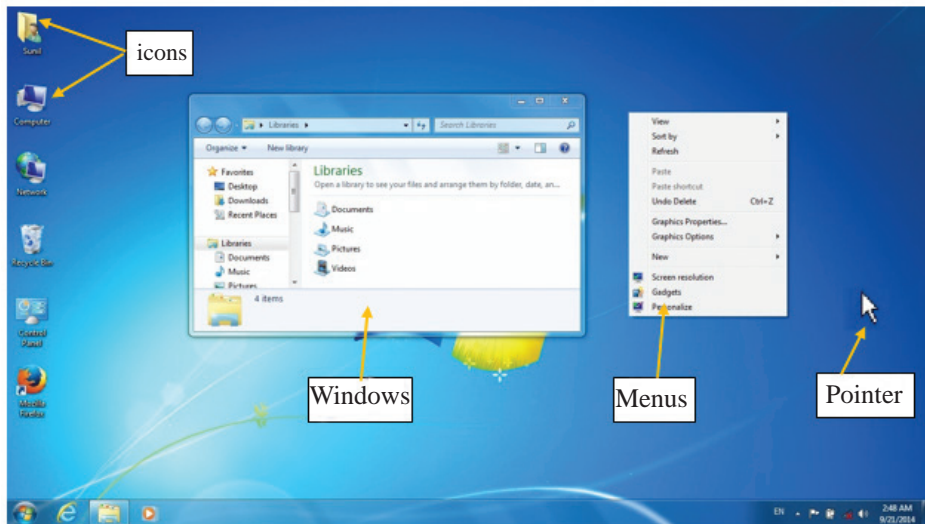 Sunil
icons
Computer
Network
Recycle Bin
Control
Panel
Mozilla
Firefox
Libraries
Search Libraries
Organize
New library
Favorites
Desktop
Downloads
Recent Places
Libraries
Documents
Music
Pictures
Libraries
Open a library to see your files and arrange them by folder, date, an...
Documents
Music
Pictures
Videos
4 items
Windows
View
Sort by
Refresh
Paste
Paste shortcut
Undo Delete Ctrl+Z
Graphics Properties...
Graphics Options
New
Screen resolution
Gadgets
Personalize
Menus
Pointer
EN
2:48 AM
9/21/2014